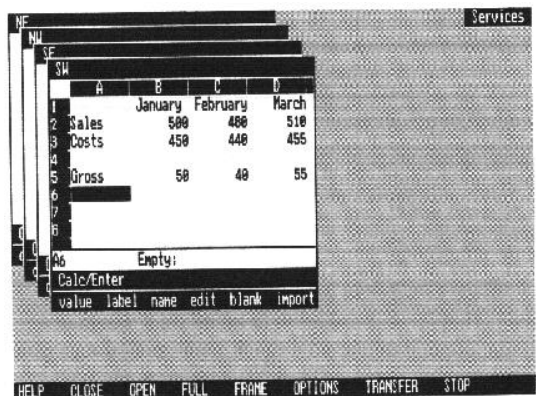 NE
Services
NW
SE
SW
A B C D
1 January February March
2 Sales 500 480 510
3 Costs 450 440 455
4
5 Gross 50 40 55
6
7
8
A6 Empty:
Calc/Enter
value label name edit blank import
HELP CLOSE OPEN FULL FRAME OPTIONS TRANSFER STOP